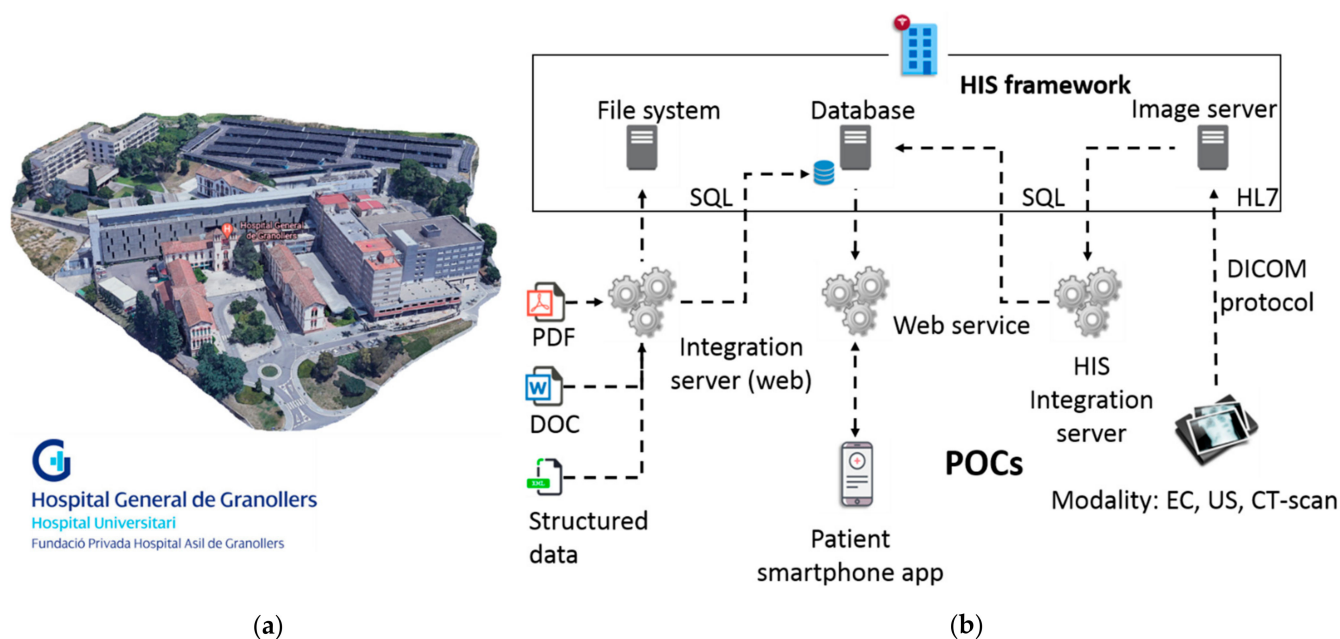 Hospital General
de Granollers
H
Hospital General de Granollers
Hospital Universitari
Fundació Privada Hospital Asil de Granollers
(a)
HIS framework
File system
Database
Image server
SQL
SQL
HL7
PDF
W
DOC
XML
Structured
data
Integration
server (web)
Web service
Patient
smartphone app
HIS
Integration
server
POCs
DICOM
protocol
Modality: EC, US, CT-scan
(b)